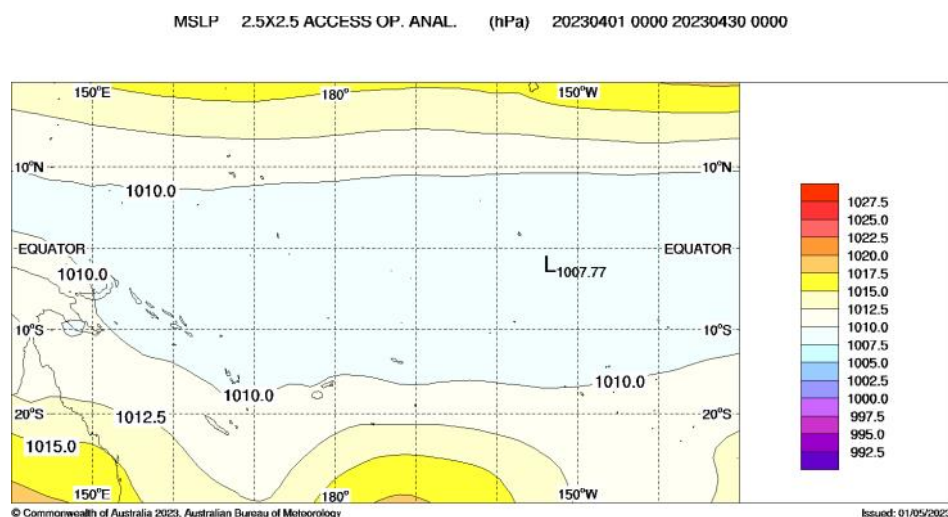 MSLP 2.5X2.5 ACCESS OP. ANAL. (hPa) 20230401 0000 20230430 0000
150°E 180° 150°W
10°N 10°N
1010.0
EQUATOR EQUATOR
1010.0
L1007.77
10°S 10°S
1010.0 1010.0
1012.5
20°S 20°S
1015.0
150°E 180° 150°W
1027.5
1025.0
1022.5
1020.0
1017.5
1015.0
1012.5
1010.0
1007.5
1005.0
1002.5
1000.0
997.5
995.0
992.5
© Commonwealth of Australia 2023, Australian Bureau of Meteorology
Issued: 01/05/2023